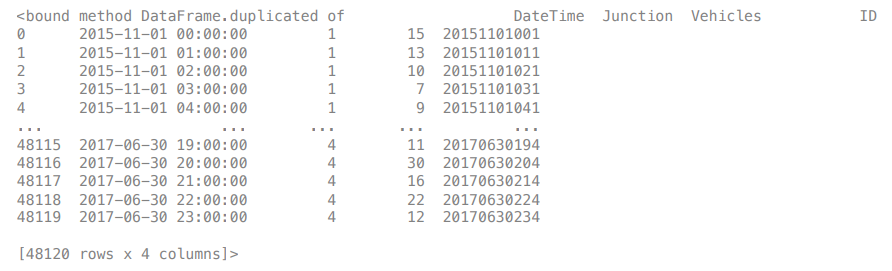 <bound method DataFrame.duplicated of                   DateTime  Junction  Vehicles           ID
0      2015-11-01 00:00:00         1        15  20151101001
1      2015-11-01 01:00:00         1        13  20151101011
2      2015-11-01 02:00:00         1        10  20151101021
3      2015-11-01 03:00:00         1         7  20151101031
4      2015-11-01 04:00:00         1         9  20151101041
...                    ...       ...       ...          ...
48115  2017-06-30 19:00:00         4        11  20170630194
48116  2017-06-30 20:00:00         4        30  20170630204
48117  2017-06-30 21:00:00         4        16  20170630214
48118  2017-06-30 22:00:00         4        22  20170630224
48119  2017-06-30 23:00:00         4        12  20170630234
[48120 rows x 4 columns]>